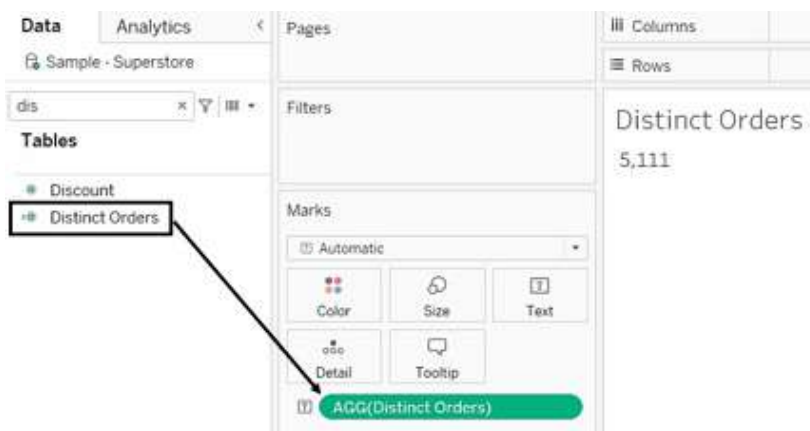 Data Analytics
Sample - Superstore
dis
Tables
Discount
Distinct Orders
Pages
Filters
Marks
Automatic
Color Size Text
Detail Tooltip
AGG(Distinct Orders)
Columns
Rows
Distinct Orders
5,111